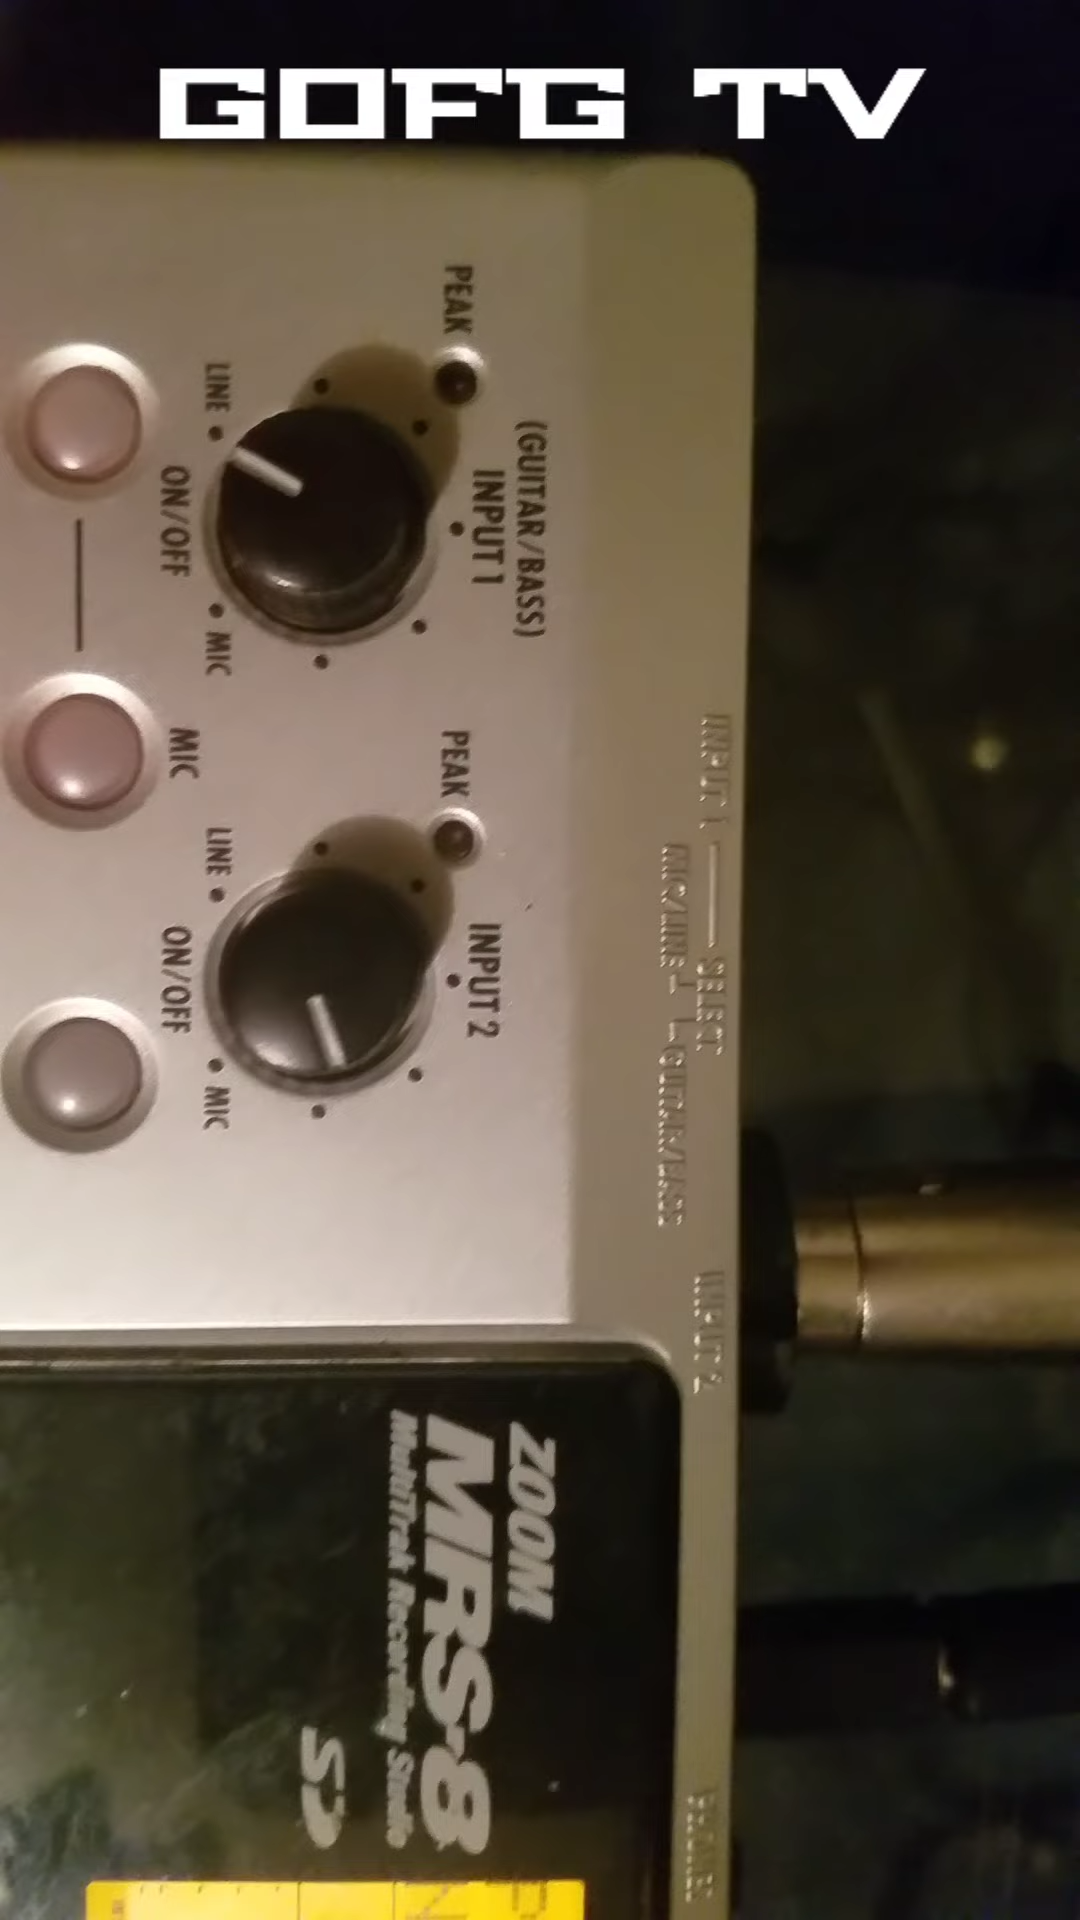 GOFG TV
PEAK
(GUITAR/BASS)
INPUT 1
LINE
MIC
ON/OFF
MIC
PEAK
INPUT 2
LINE
MIC
ON/OFF
INPUT 1 SELECT
MIC/LINE GUITAR/BASS
INPUT 2
ZOOM
MRS-8
MultiTrak Recording Studio
SD